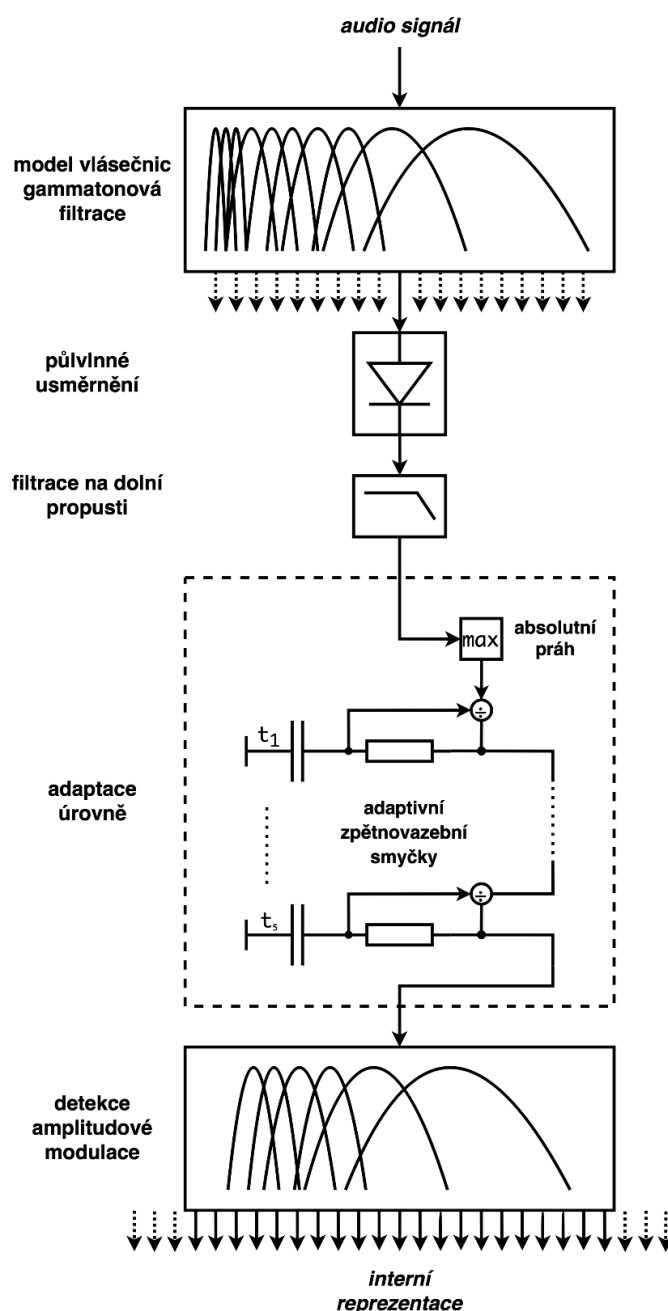 audio signál
model vlásečnic
gammatonová
filtrace
půlvlnné
usměrnění
filtrace na dolní
propusti
max
absolutní
práh
÷
t1
adaptace
úrovně
adaptivní
zpětnovazební
smyčky
÷
t5
detekce
amplitudové
modulace
interní
reprezentace